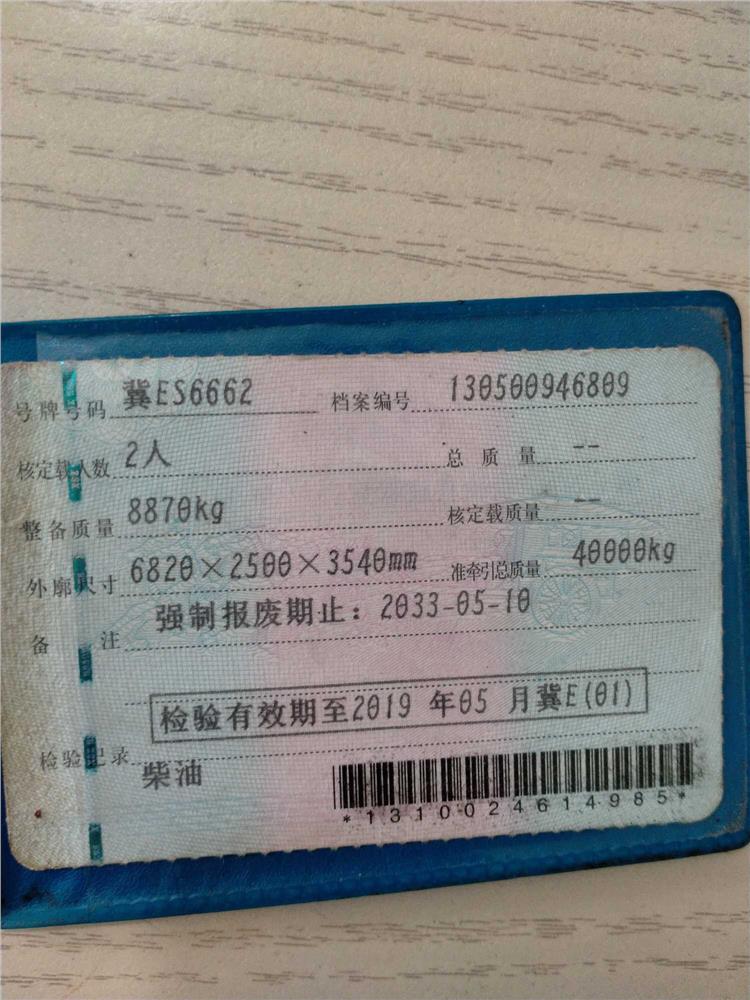 号牌号码 冀ES6662 档案编号 130500946809
核定载人数 2人 总质量 --
整备质量 8870kg 核定载质量 --
外廓尺寸 6820×2500×3540mm 准牵引总质量 40000kg
备注 强制报废期止：2033-05-10
检验有效期至2019 年05 月冀E(01)
检验记录
柴油
*1310024614985*